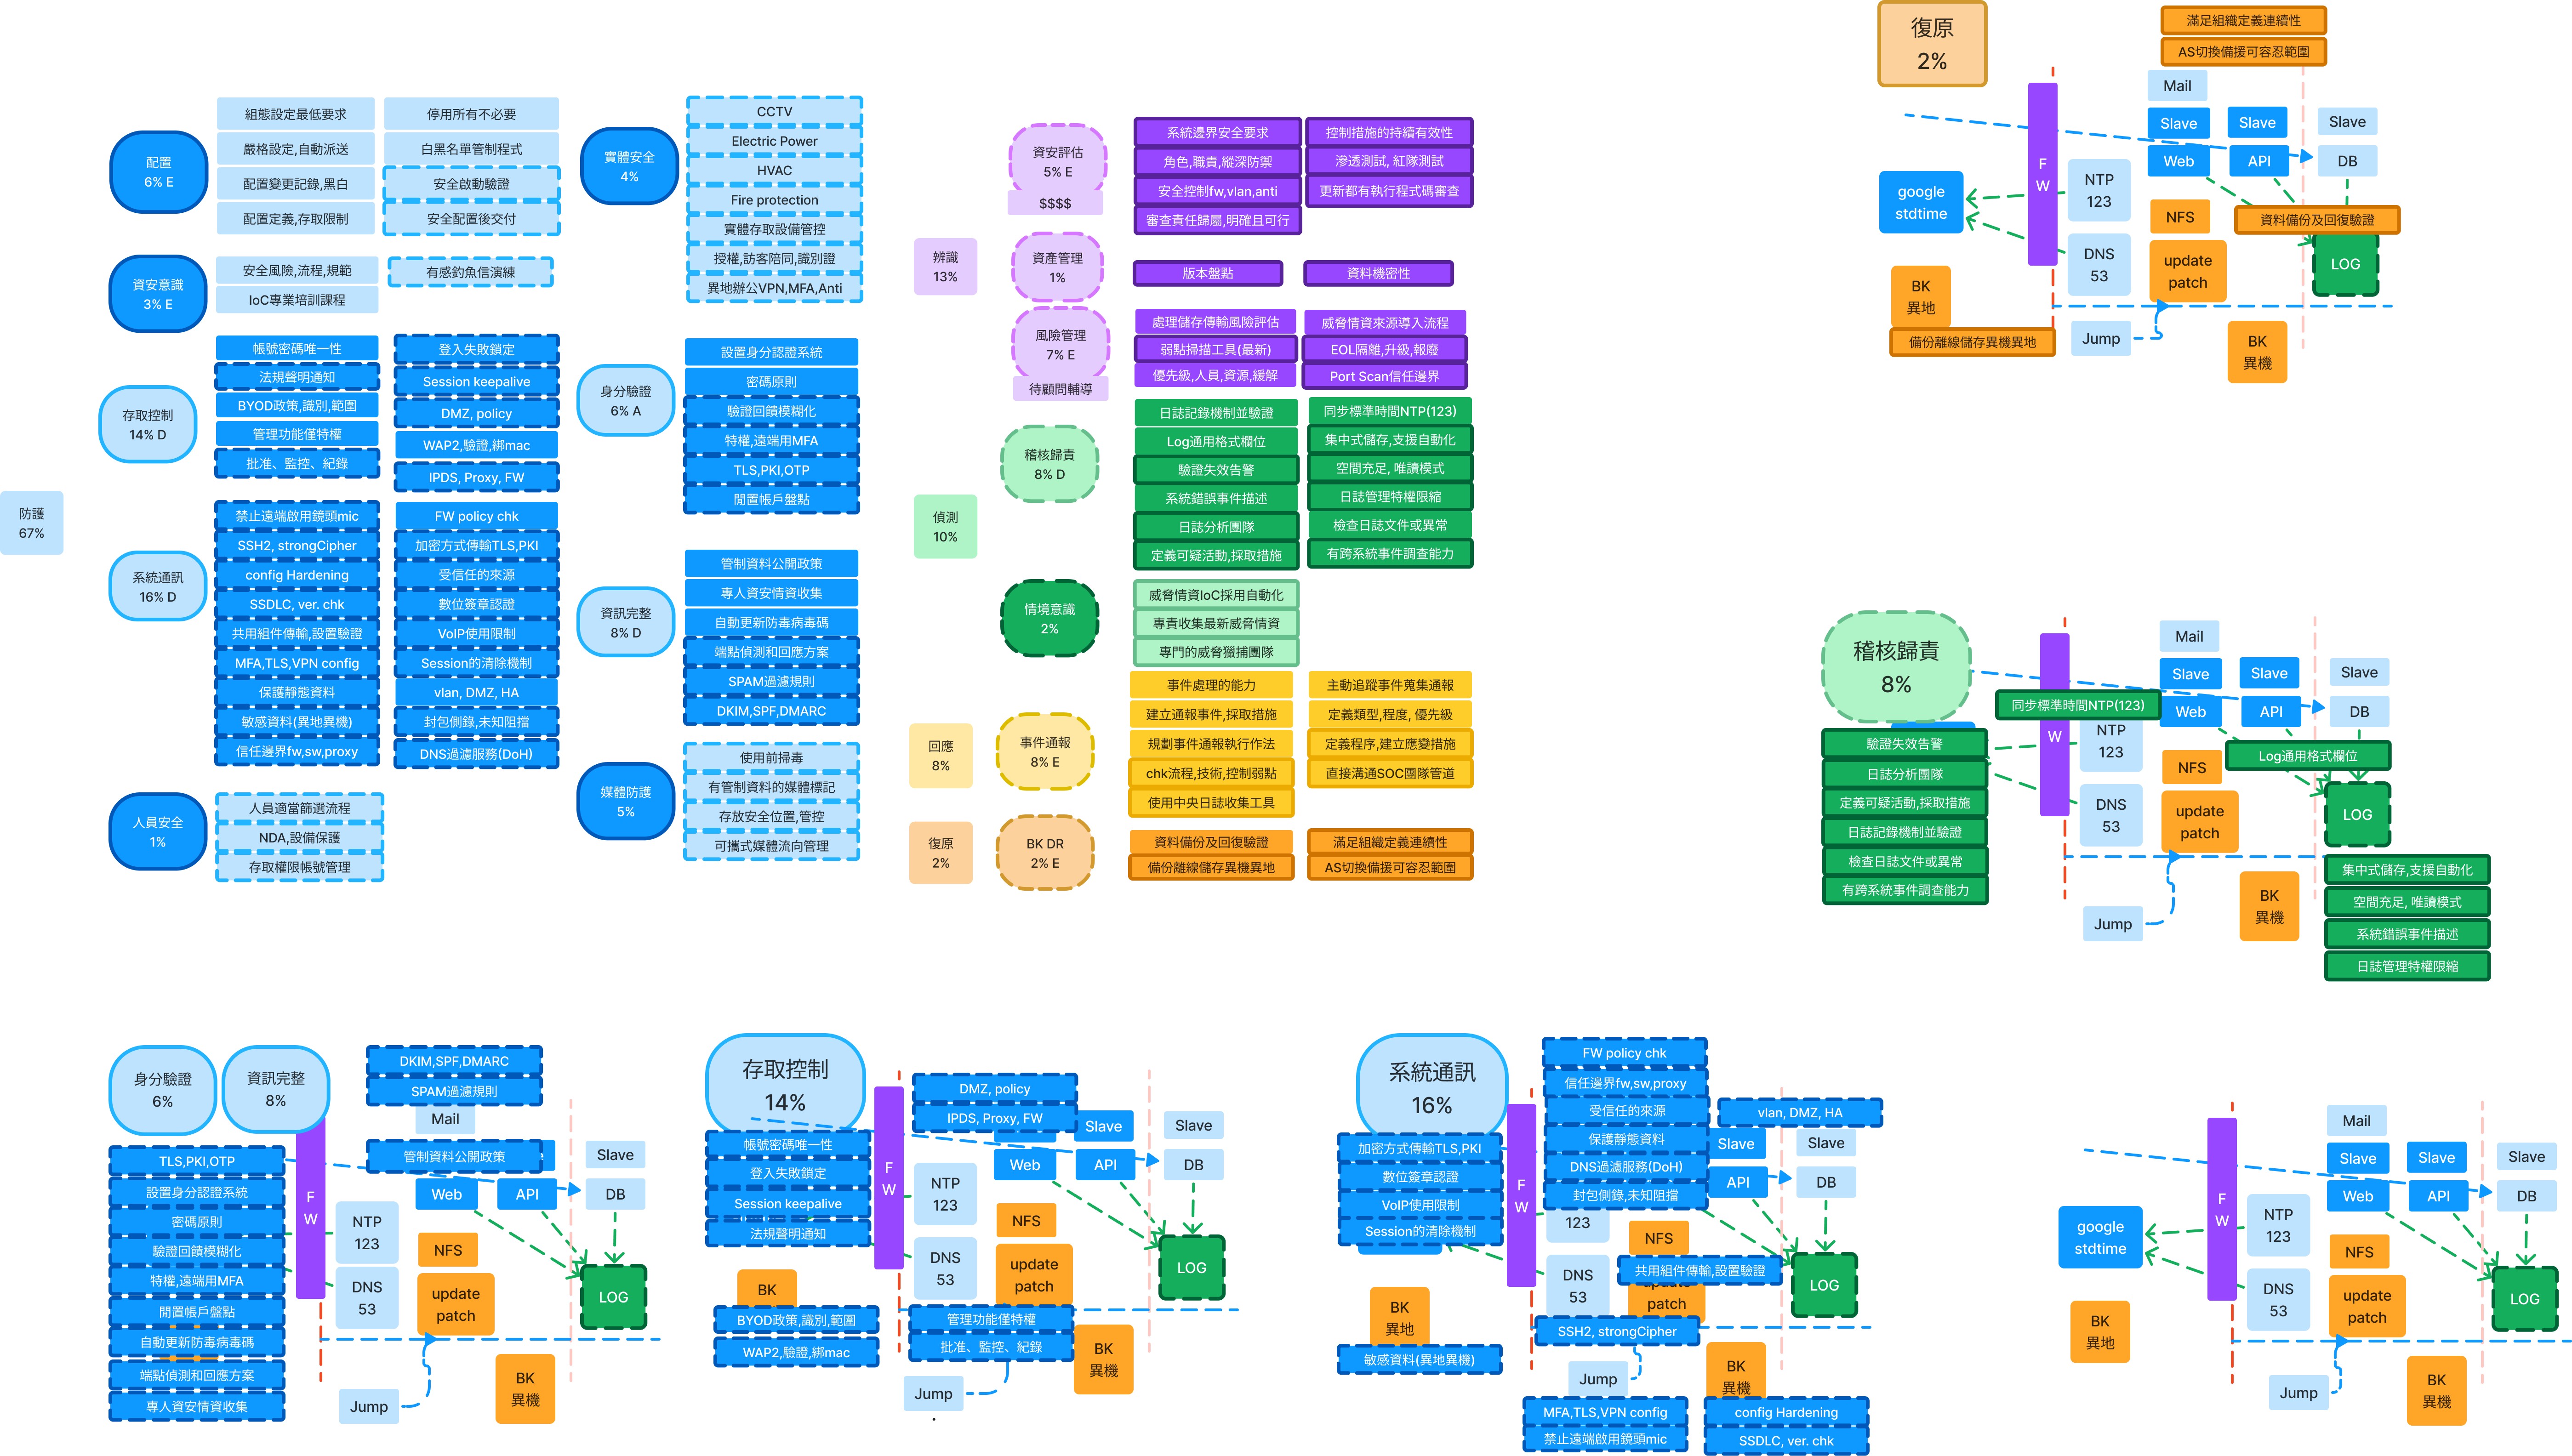 防護
67%
配置
6% E
組態設定最低要求
嚴格設定,自動派送
配置變更記錄,黑白
配置定義,存取限制
停用所有不必要
白黑名單管制程式
安全啟動驗證
安全配置後交付
資安意識
3% E
安全風險,流程,規範
IoC專業培訓課程
有感釣魚信演練
存取控制
14% D
帳號密碼唯一性
法規聲明通知
BYOD政策,識別,範圍
管理功能僅特權
批准、監控、紀錄
登入失敗鎖定
Session keepalive
DMZ, policy
WAP2,驗證,綁mac
IPDS, Proxy, FW
系統通訊
16% D
禁止遠端啟用鏡頭mic
SSH2, strongCipher
config Hardening
SSDLC, ver. chk
共用組件傳輸,設置驗證
MFA,TLS,VPN config
保護靜態資料
敏感資料(異地異機)
信任邊界fw,sw,proxy
FW policy chk
加密方式傳輸TLS,PKI
受信任的來源
數位簽章認證
VoIP使用限制
Session的清除機制
vlan, DMZ, HA
封包側錄,未知阻擋
DNS過濾服務(DoH)
人員安全
1%
人員適當篩選流程
NDA,設備保護
存取權限帳號管理
實體安全
4%
CCTV
Electric Power
HVAC
Fire protection
實體存取設備管控
授權,訪客陪同,識別證
異地辦公VPN,MFA,Anti
身分驗證
6% A
設置身分認證系統
密碼原則
驗證回饋模糊化
特權,遠端用MFA
TLS,PKI,OTP
閒置帳戶盤點
資訊完整
8% D
管制資料公開政策
專人資安情資收集
自動更新防毒病毒碼
端點偵測和回應方案
SPAM過濾規則
DKIM,SPF,DMARC
媒體防護
5%
使用前掃毒
有管制資料的媒體標記
存放安全位置,管控
可攜式媒體流向管理
辨識
13%
資安評估
5% E
$$$$
系統邊界安全要求
角色,職責,縱深防禦
安全控制fw,vlan,anti
審查責任歸屬,明確且可行
控制措施的持續有效性
滲透測試, 紅隊測試
更新都有執行程式碼審查
資產管理
1%
版本盤點
資料機密性
風險管理
7% E
待顧問輔導
處理儲存傳輸風險評估
弱點掃描工具(最新)
優先級,人員,資源,緩解
威脅情資來源導入流程
EOL隔離,升級,報廢
Port Scan信任邊界
偵測
10%
稽核歸責
8% D
日誌記錄機制並驗證
Log通用格式欄位
驗證失效告警
系統錯誤事件描述
日誌分析團隊
定義可疑活動,採取措施
同步標準時間NTP(123)
集中式儲存,支援自動化
空間充足, 唯讀模式
日誌管理特權限縮
檢查日誌文件或異常
有跨系統事件調查能力
情境意識
2%
威脅情資IoC採用自動化
專責收集最新威脅情資
專門的威脅獵捕團隊
回應
8%
事件通報
8% E
事件處理的能力
建立通報事件,採取措施
規劃事件通報執行作法
chk流程,技術,控制弱點
使用中央日誌收集工具
主動追蹤事件蒐集通報
定義類型,程度, 優先級
定義程序,建立應變措施
直接溝通SOC團隊管道
復原
2%
BK DR
2% E
資料備份及回復驗證
備份離線儲存異機異地
滿足組織定義連續性
AS切換備援可容忍範圍
復原
2%
滿足組織定義連續性
AS切換備援可容忍範圍
Mail
Slave
Slave
Slave
Web
API
DB
F
W
google
stdtime
NTP
123
NFS
資料備份及回復驗證
DNS
53
update
patch
LOG
BK
異地
備份離線儲存異機異地
Jump
BK
異機
稽核歸責
8%
Mail
Slave
Slave
Slave
同步標準時間NTP(123)
Web
API
DB
W
NTP
123
Log通用格式欄位
NFS
驗證失效告警
日誌分析團隊
定義可疑活動,採取措施
日誌記錄機制並驗證
檢查日誌文件或異常
有跨系統事件調查能力
DNS
53
update
patch
LOG
集中式儲存,支援自動化
空間充足, 唯讀模式
系統錯誤事件描述
日誌管理特權限縮
Jump
BK
異機
身分驗證
6%
資訊完整
8%
DKIM,SPF,DMARC
SPAM過濾規則
Mail
管制資料公開政策
Slave
TLS,PKI,OTP
設置身分認證系統
密碼原則
驗證回饋模糊化
特權,遠端用MFA
閒置帳戶盤點
自動更新防毒病毒碼
端點偵測和回應方案
專人資安情資收集
F
W
Web
API
DB
NTP
123
NFS
DNS
53
update
patch
LOG
Jump
BK
異機
存取控制
14%
DMZ, policy
IPDS, Proxy, FW
Slave
Slave
帳號密碼唯一性
登入失敗鎖定
Session keepalive
法規聲明通知
F
W
Web
API
DB
NTP
123
NFS
DNS
53
update
patch
LOG
BK
BYOD政策,識別,範圍
WAP2,驗證,綁mac
管理功能僅特權
批准、監控、紀錄
Jump
BK
異機
系統通訊
16%
FW policy chk
信任邊界fw,sw,proxy
受信任的來源
保護靜態資料
DNS過濾服務(DoH)
封包側錄,未知阻擋
vlan, DMZ, HA
Slave
Slave
API
DB
加密方式傳輸TLS,PKI
數位簽章認證
VoIP使用限制
Session的清除機制
F
W
123
NFS
共用組件傳輸,設置驗證
DNS
53
update
patch
LOG
BK
異地
敏感資料(異地異機)
SSH2, strongCipher
Jump
BK
異機
MFA,TLS,VPN config
禁止遠端啟用鏡頭mic
config Hardening
SSDLC, ver. chk
Mail
Slave
Slave
Slave
Web
API
DB
F
W
google
stdtime
NTP
123
NFS
DNS
53
update
patch
LOG
BK
異地
Jump
BK
異機